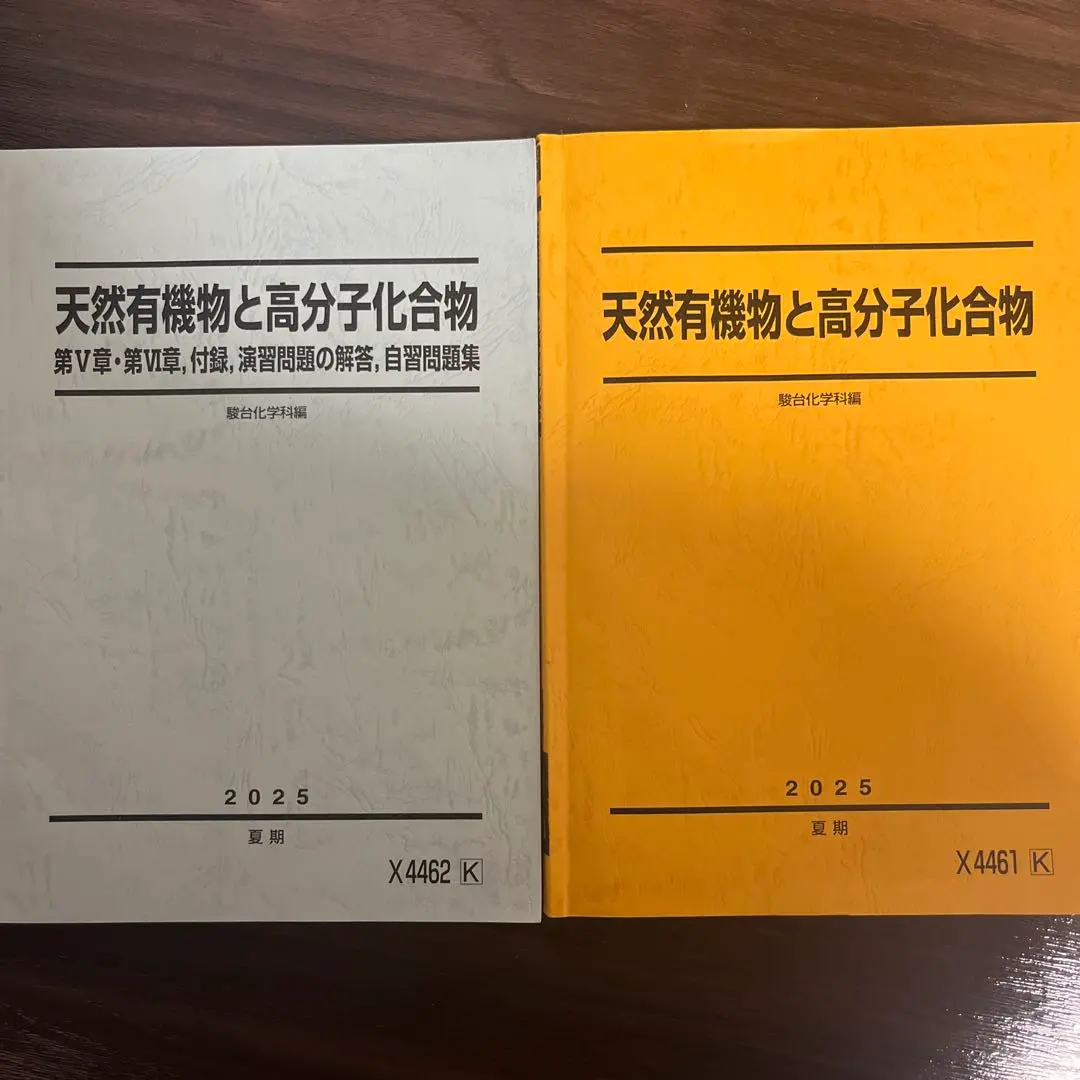 天然有機物と高分子化合物
第Ⅴ章・第Ⅵ章, 付録, 演習問題の解答, 自習問題集
駿台化学科編
2025
夏期
X4462 K
天然有機物と高分子化合物
駿台化学科編
2025
夏期
X4461 K